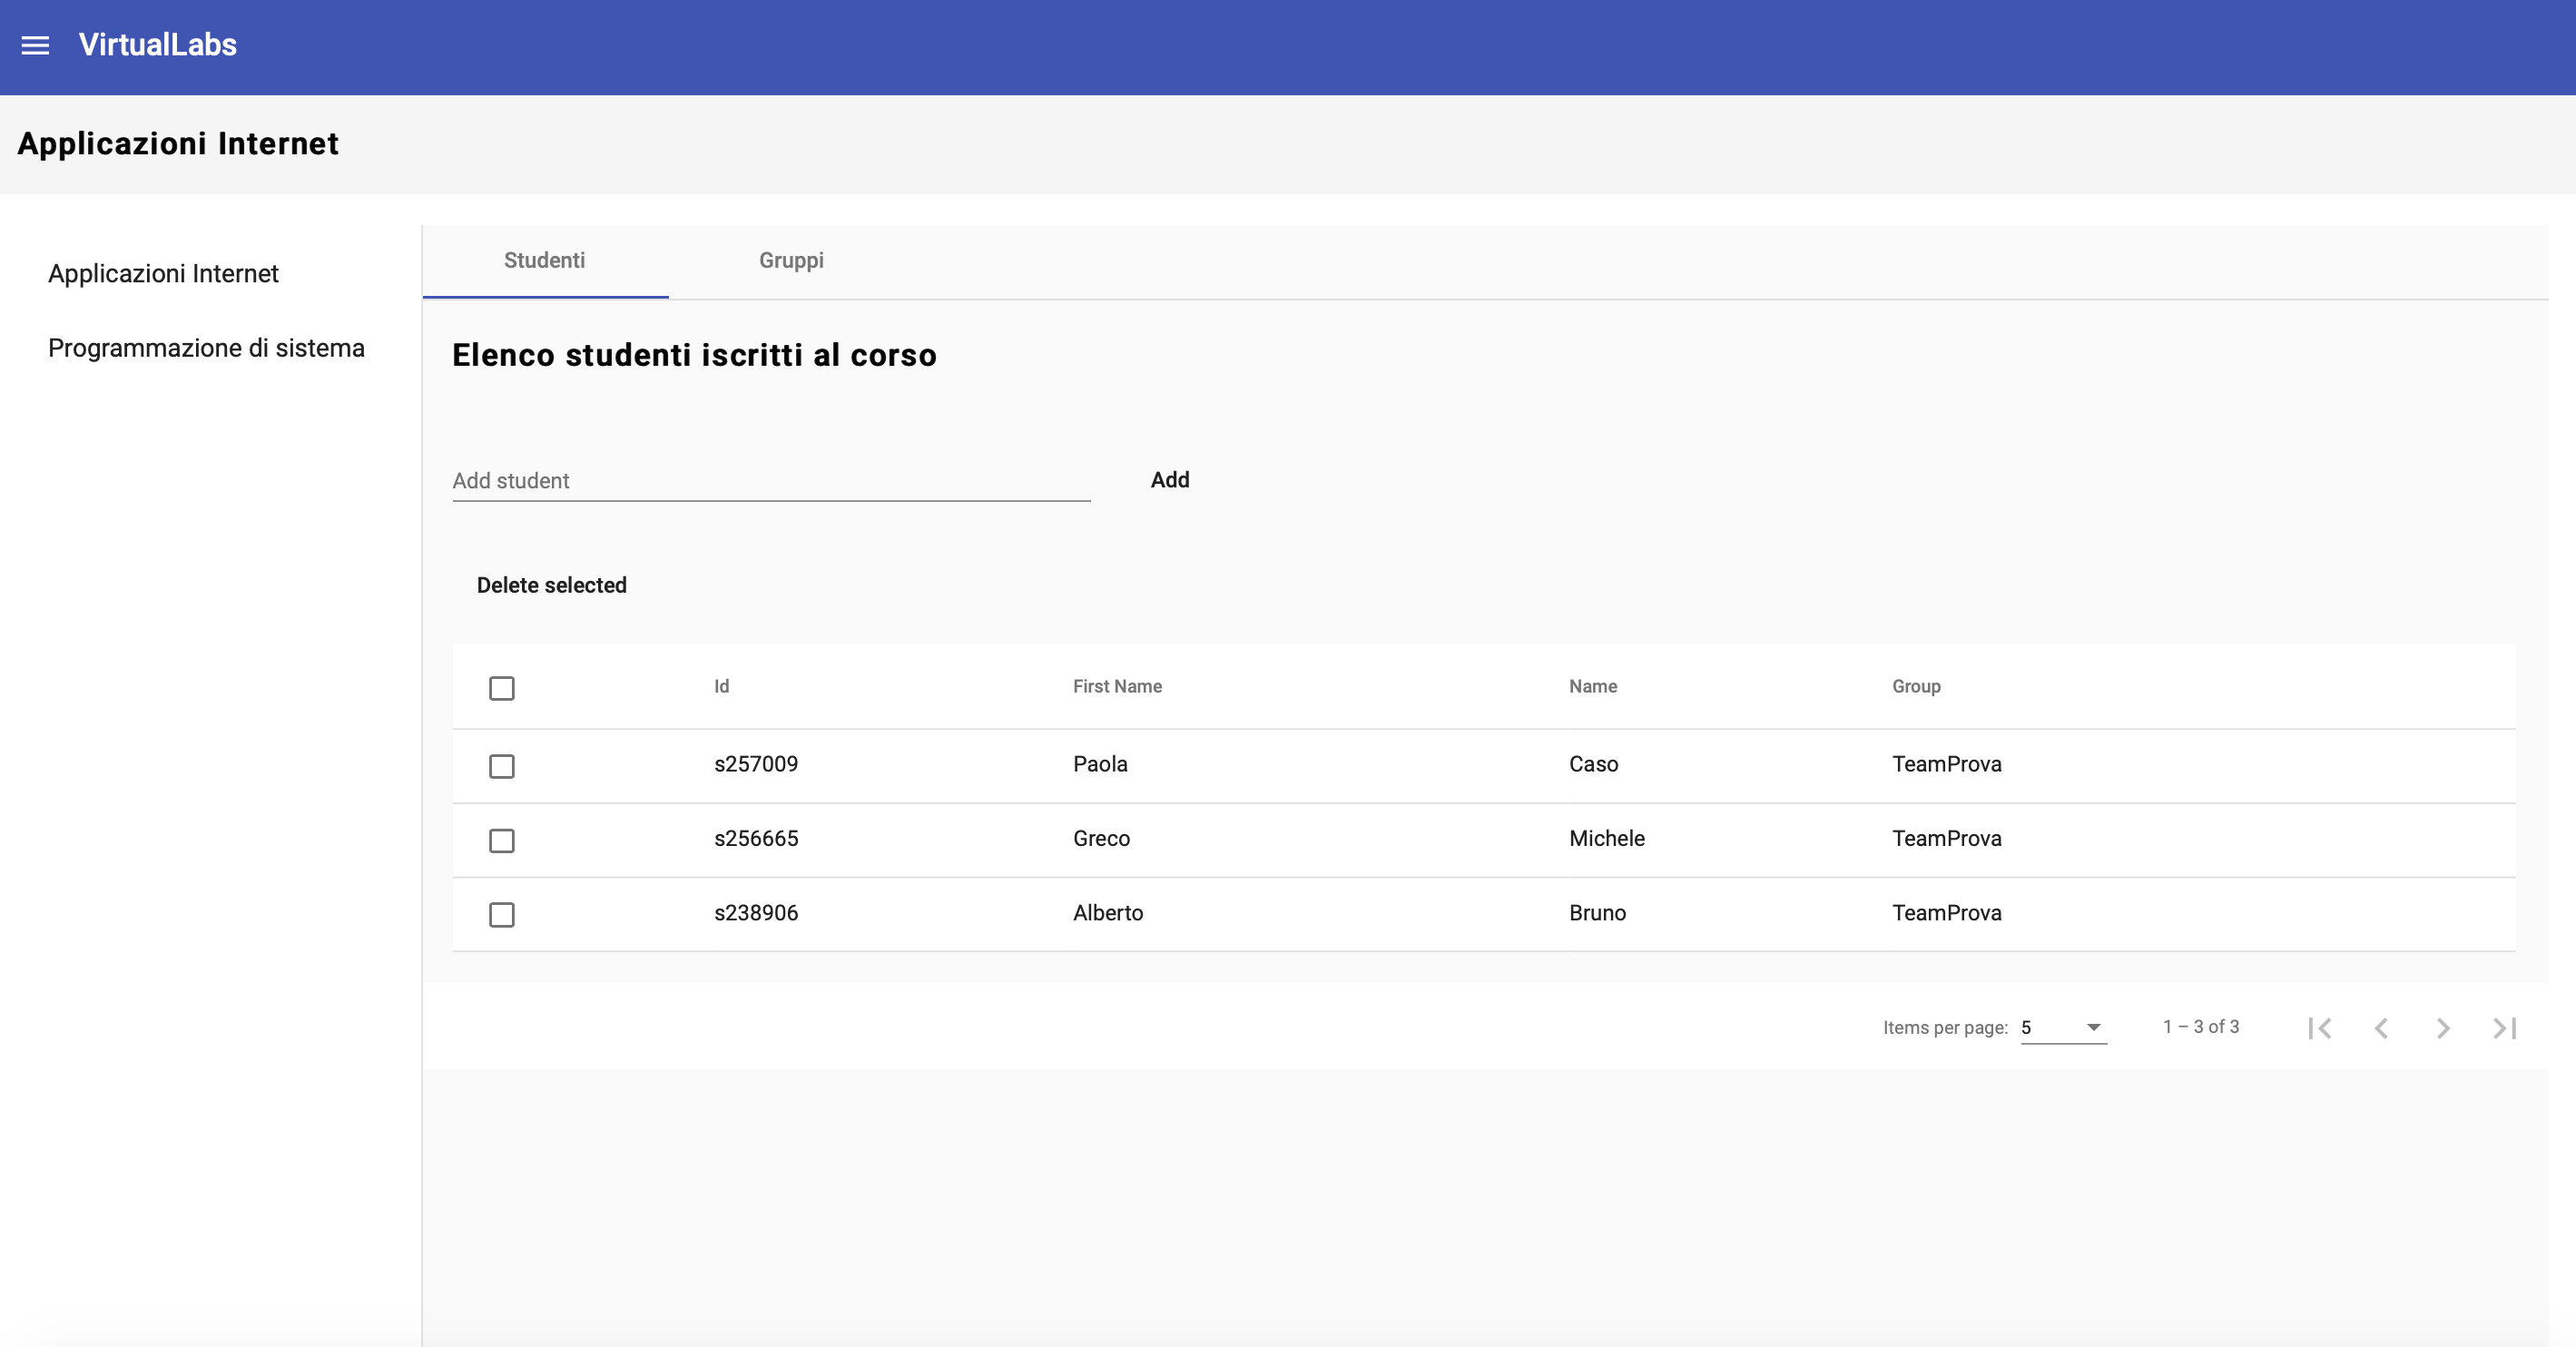 VirtualLabs
Applicazioni Internet
Applicazioni Internet
Programmazione di sistema
Studenti Gruppi
Elenco studenti iscritti al corso
Add student Add
Delete selected
Id First Name Name Group
s257009 Paola Caso TeamProva
s256665 Greco Michele TeamProva
s238906 Alberto Bruno TeamProva
Items per page: 5 1 – 3 of 3